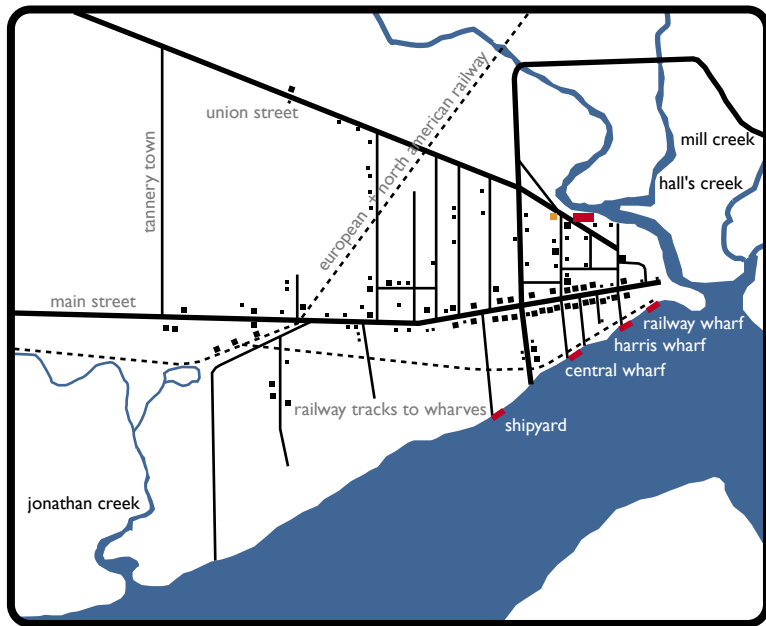 union street
european + north american railway
tannery town
mill creek
hall's creek
main street
railway wharf
harris wharf
central wharf
railway tracks to wharves
shipyard
jonathan creek